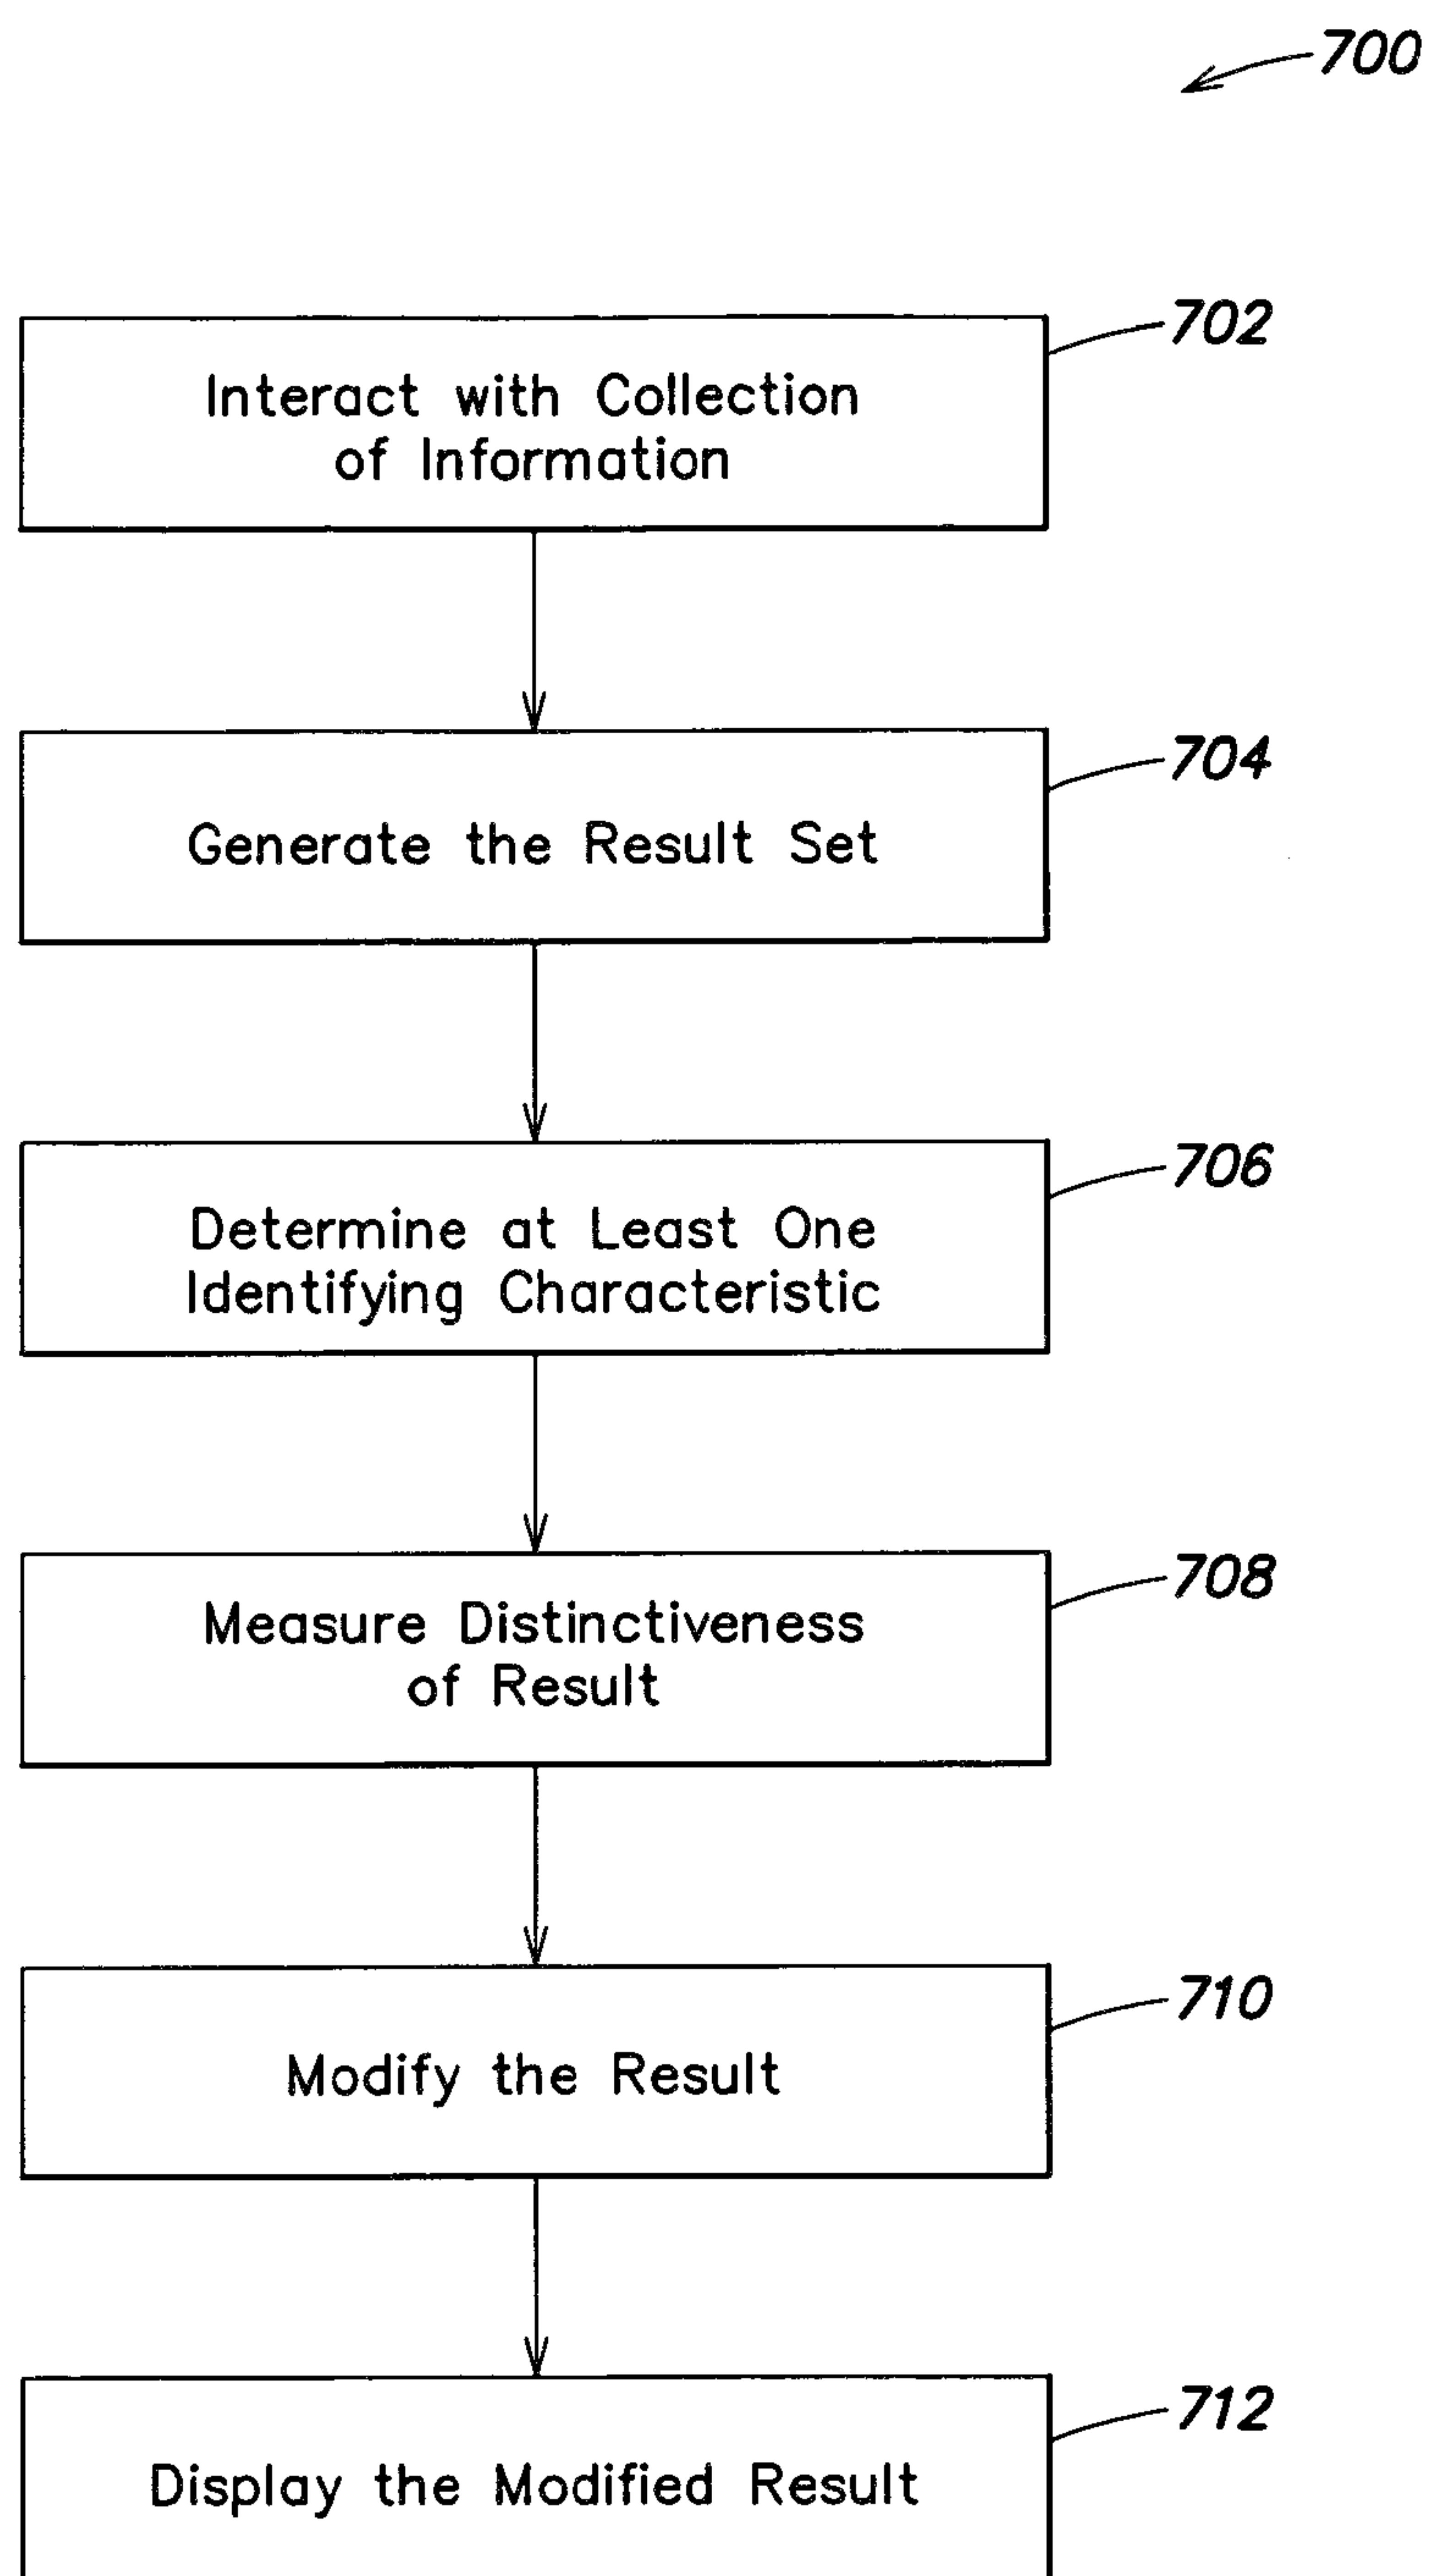 700
702
Interact with Collection
of Information
704
Generate the Result Set
706
Determine at Least One
Identifying Characteristic
708
Measure Distinctiveness
of Result
710
Modify the Result
712
Display the Modified Result